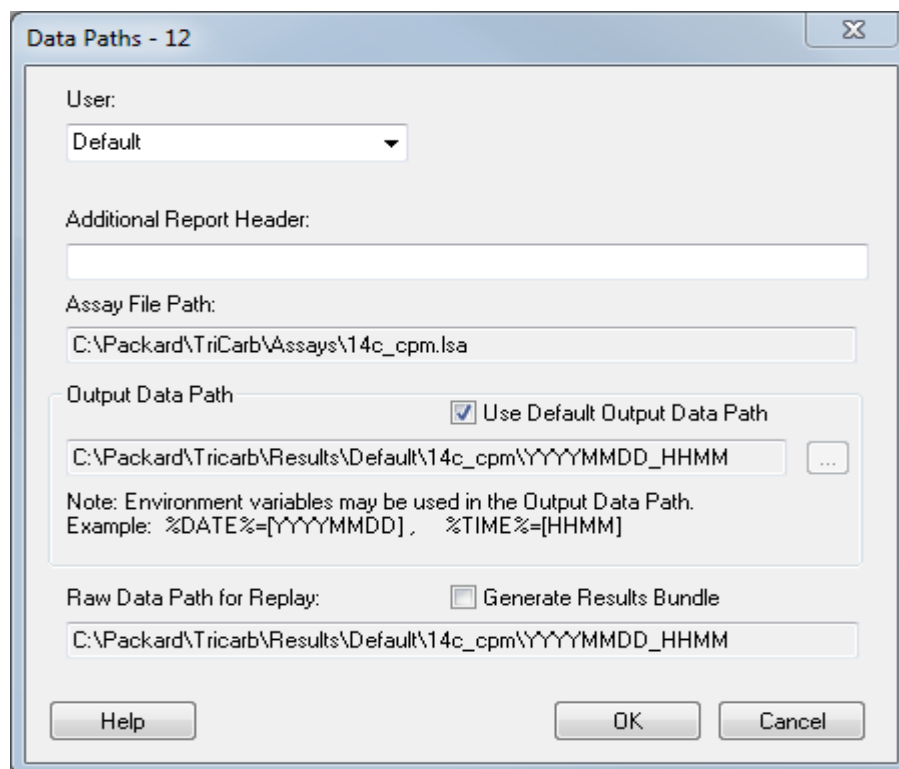 Data Paths - 12
User:
Default
Additional Report Header:
Assay File Path:
C:\Packard\TriCarb\Assays\14c_cpm.lsa
Output Data Path
Use Default Output Data Path
C:\Packard\Tricarb\Results\Default\14c_cpm\YYYYMMDD_HHMM
...
Note: Environment variables may be used in the Output Data Path.
Example: %DATE%=[YYYYMMDD] , %TIME%=[HHMM]
Raw Data Path for Replay:
Generate Results Bundle
C:\Packard\Tricarb\Results\Default\14c_cpm\YYYYMMDD_HHMM
Help
OK
Cancel